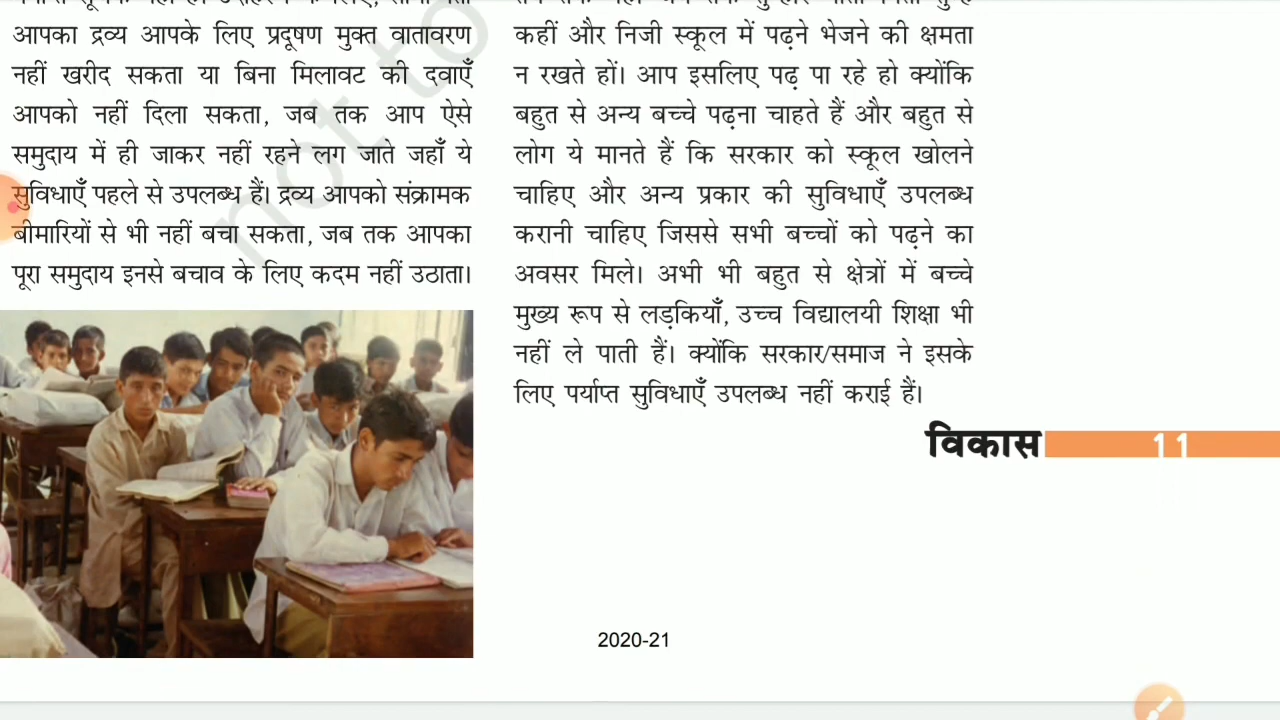 आपका द्रव्य आपके लिए प्रदूषण मुक्त वातावरण
नहीं खरीद सकता या बिना मिलावट की दवाएँ
आपको नहीं दिला सकता, जब तक आप ऐसे
समुदाय में ही जाकर नहीं रहने लग जाते जहाँ ये
सुविधाएँ पहले से उपलब्ध हैं। द्रव्य आपको संक्रामक
बीमारियों से भी नहीं बचा सकता, जब तक आपका
पूरा समुदाय इनसे बचाव के लिए कदम नहीं उठाता।
कहीं और निजी स्कूल में पढ़ने भेजने की क्षमता
न रखते हों। आप इसलिए पढ़ पा रहे हो क्योंकि
बहुत से अन्य बच्चे पढ़ना चाहते हैं और बहुत से
लोग ये मानते हैं कि सरकार को स्कूल खोलने
चाहिए और अन्य प्रकार की सुविधाएँ उपलब्ध
करानी चाहिए जिससे सभी बच्चों को पढ़ने का
अवसर मिले। अभी भी बहुत से क्षेत्रों में बच्चे
मुख्य रूप से लड़कियाँ, उच्च विद्यालयी शिक्षा भी
नहीं ले पाती हैं। क्योंकि सरकार/समाज ने इसके
लिए पर्याप्त सुविधाएँ उपलब्ध नहीं कराई हैं।
विकास 11
2020-21
not to